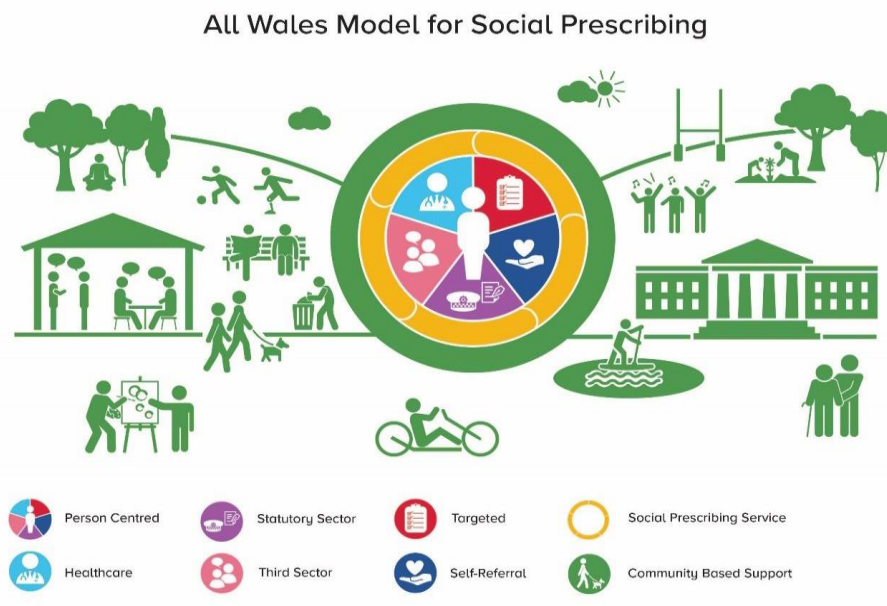 All Wales Model for Social Prescribing
Person Centred
Statutory Sector
Targeted
Social Prescribing Service
Healthcare
Third Sector
Self-Referral
Community Based Support